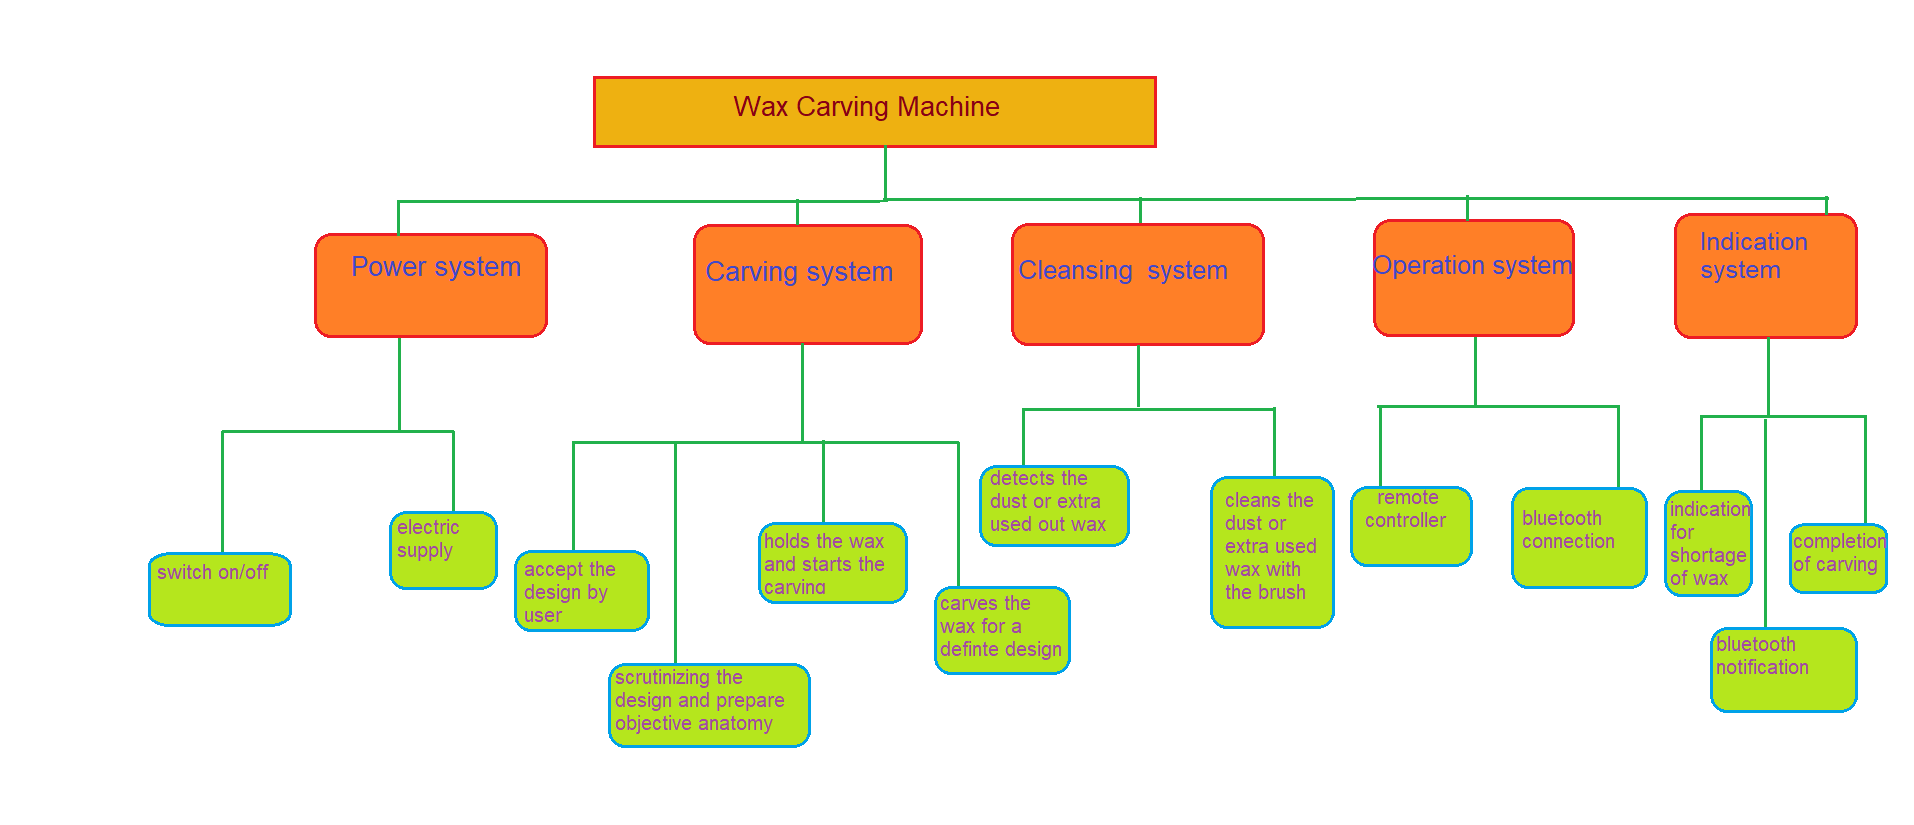 Wax Carving Machine
Power system
Carving system
Cleansing system
Operation system
Indication
system
switch on/off
electric
supply
accept the
design by
user
scrutinizing the
design and prepare
objective anatomy
holds the wax
and starts the
carving
carves the
wax for a
definte design
detects the
dust or extra
used out wax
cleans the
dust or
extra used
wax with
the brush
remote
controller
bluetooth
connection
indication
for
shortage
of wax
bluetooth
notification
completion
of carving